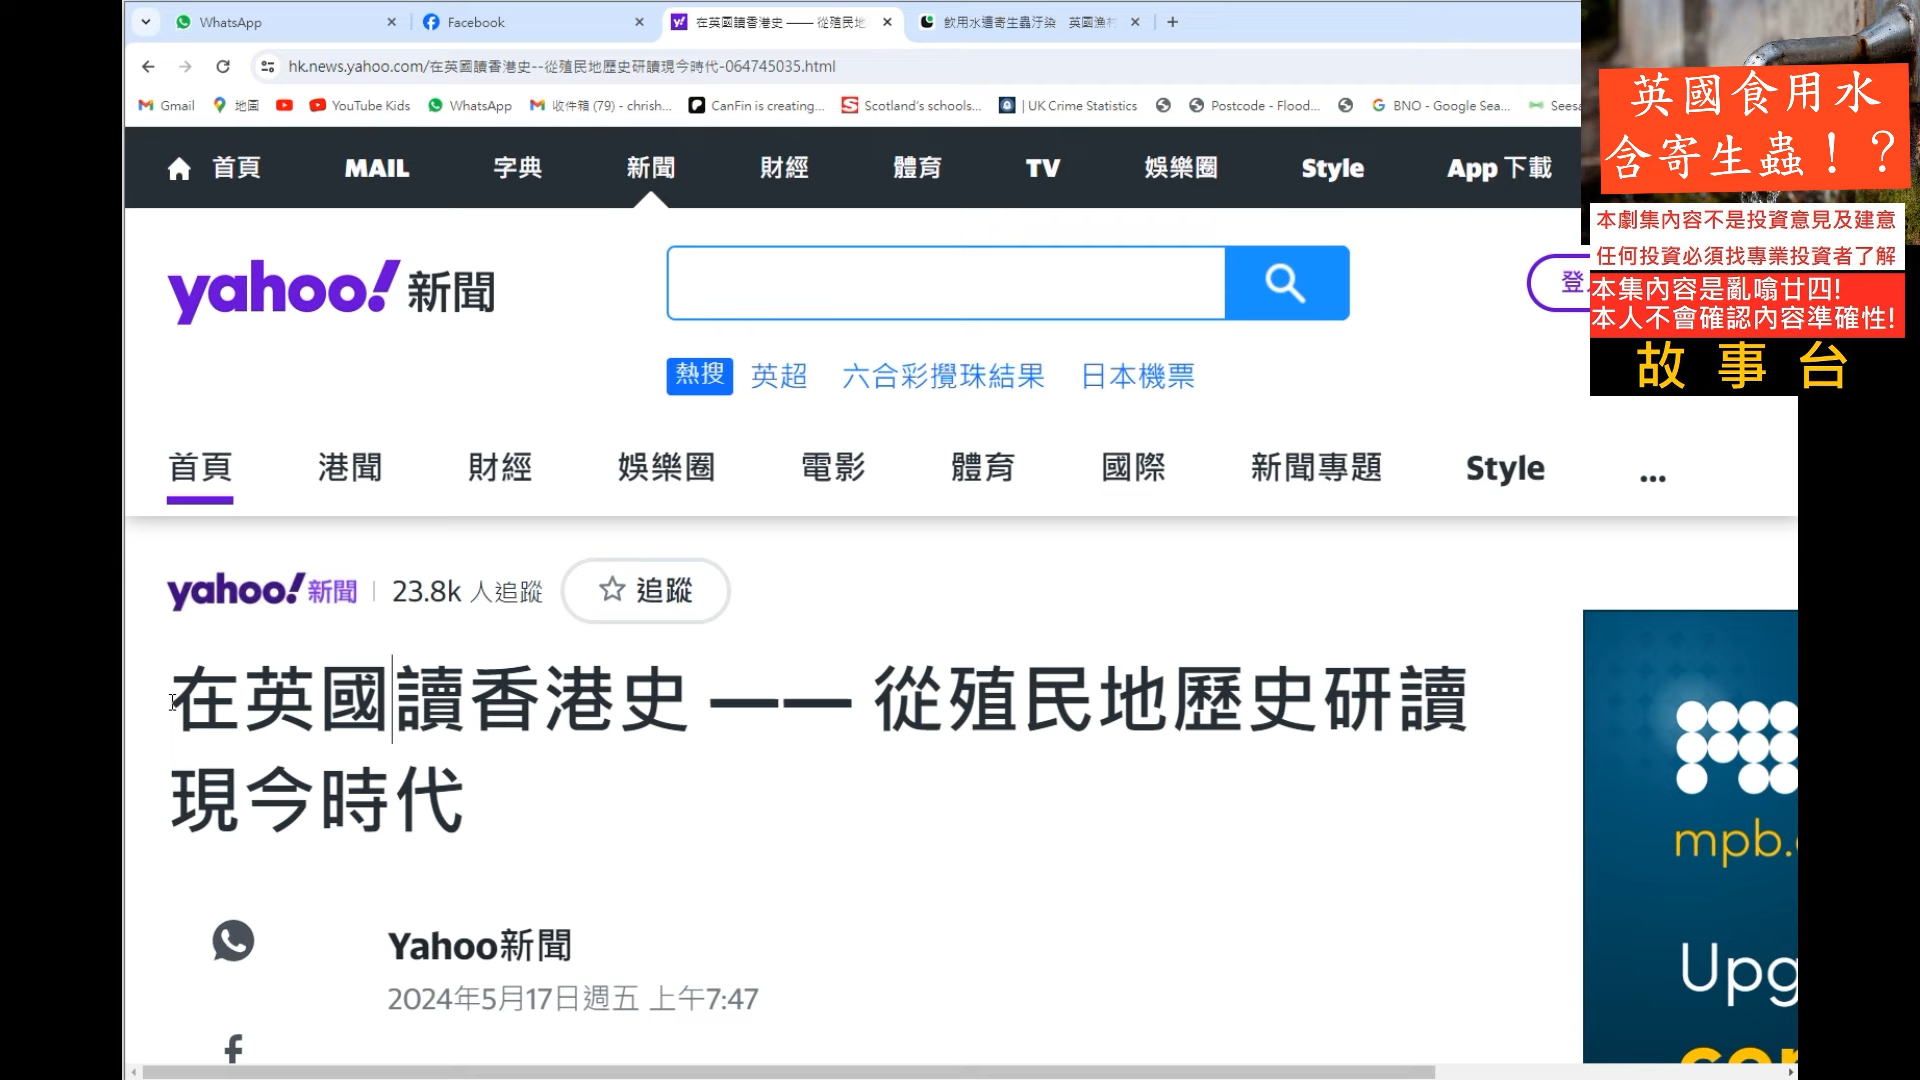 WhatsApp
Facebook
在英國讀香港史 —— 從殖民地
飲用水遭寄生蟲汙染 英國漁村
hk.news.yahoo.com/在英國讀香港史--從殖民地歷史研讀現今時代-064745035.html
Gmail
地圖
YouTube Kids
WhatsApp
收件箱 (79) - chrish...
CanFin is creating...
Scotland's schools...
| UK Crime Statistics
Postcode - Flood...
BNO - Google Sea...
Seesa
首頁
MAIL
字典
新聞
財經
體育
TV
娛樂圈
Style
App 下載
yahoo!新聞
登
熱搜
英超
六合彩攪珠結果
日本機票
首頁
港聞
財經
娛樂圈
電影
體育
國際
新聞專題
Style
...
yahoo!新聞
23.8k 人追蹤
追蹤
在英國讀香港史 —— 從殖民地歷史研讀
現今時代
Yahoo新聞
2024年5月17日週五 上午7:47
英國食用水
含寄生蟲！？
本劇集內容不是投資意見及建意
任何投資必須找專業投資者了解
本集內容是亂噏廿四!
本人不會確認內容準確性!
故事台
mpb.
Upg